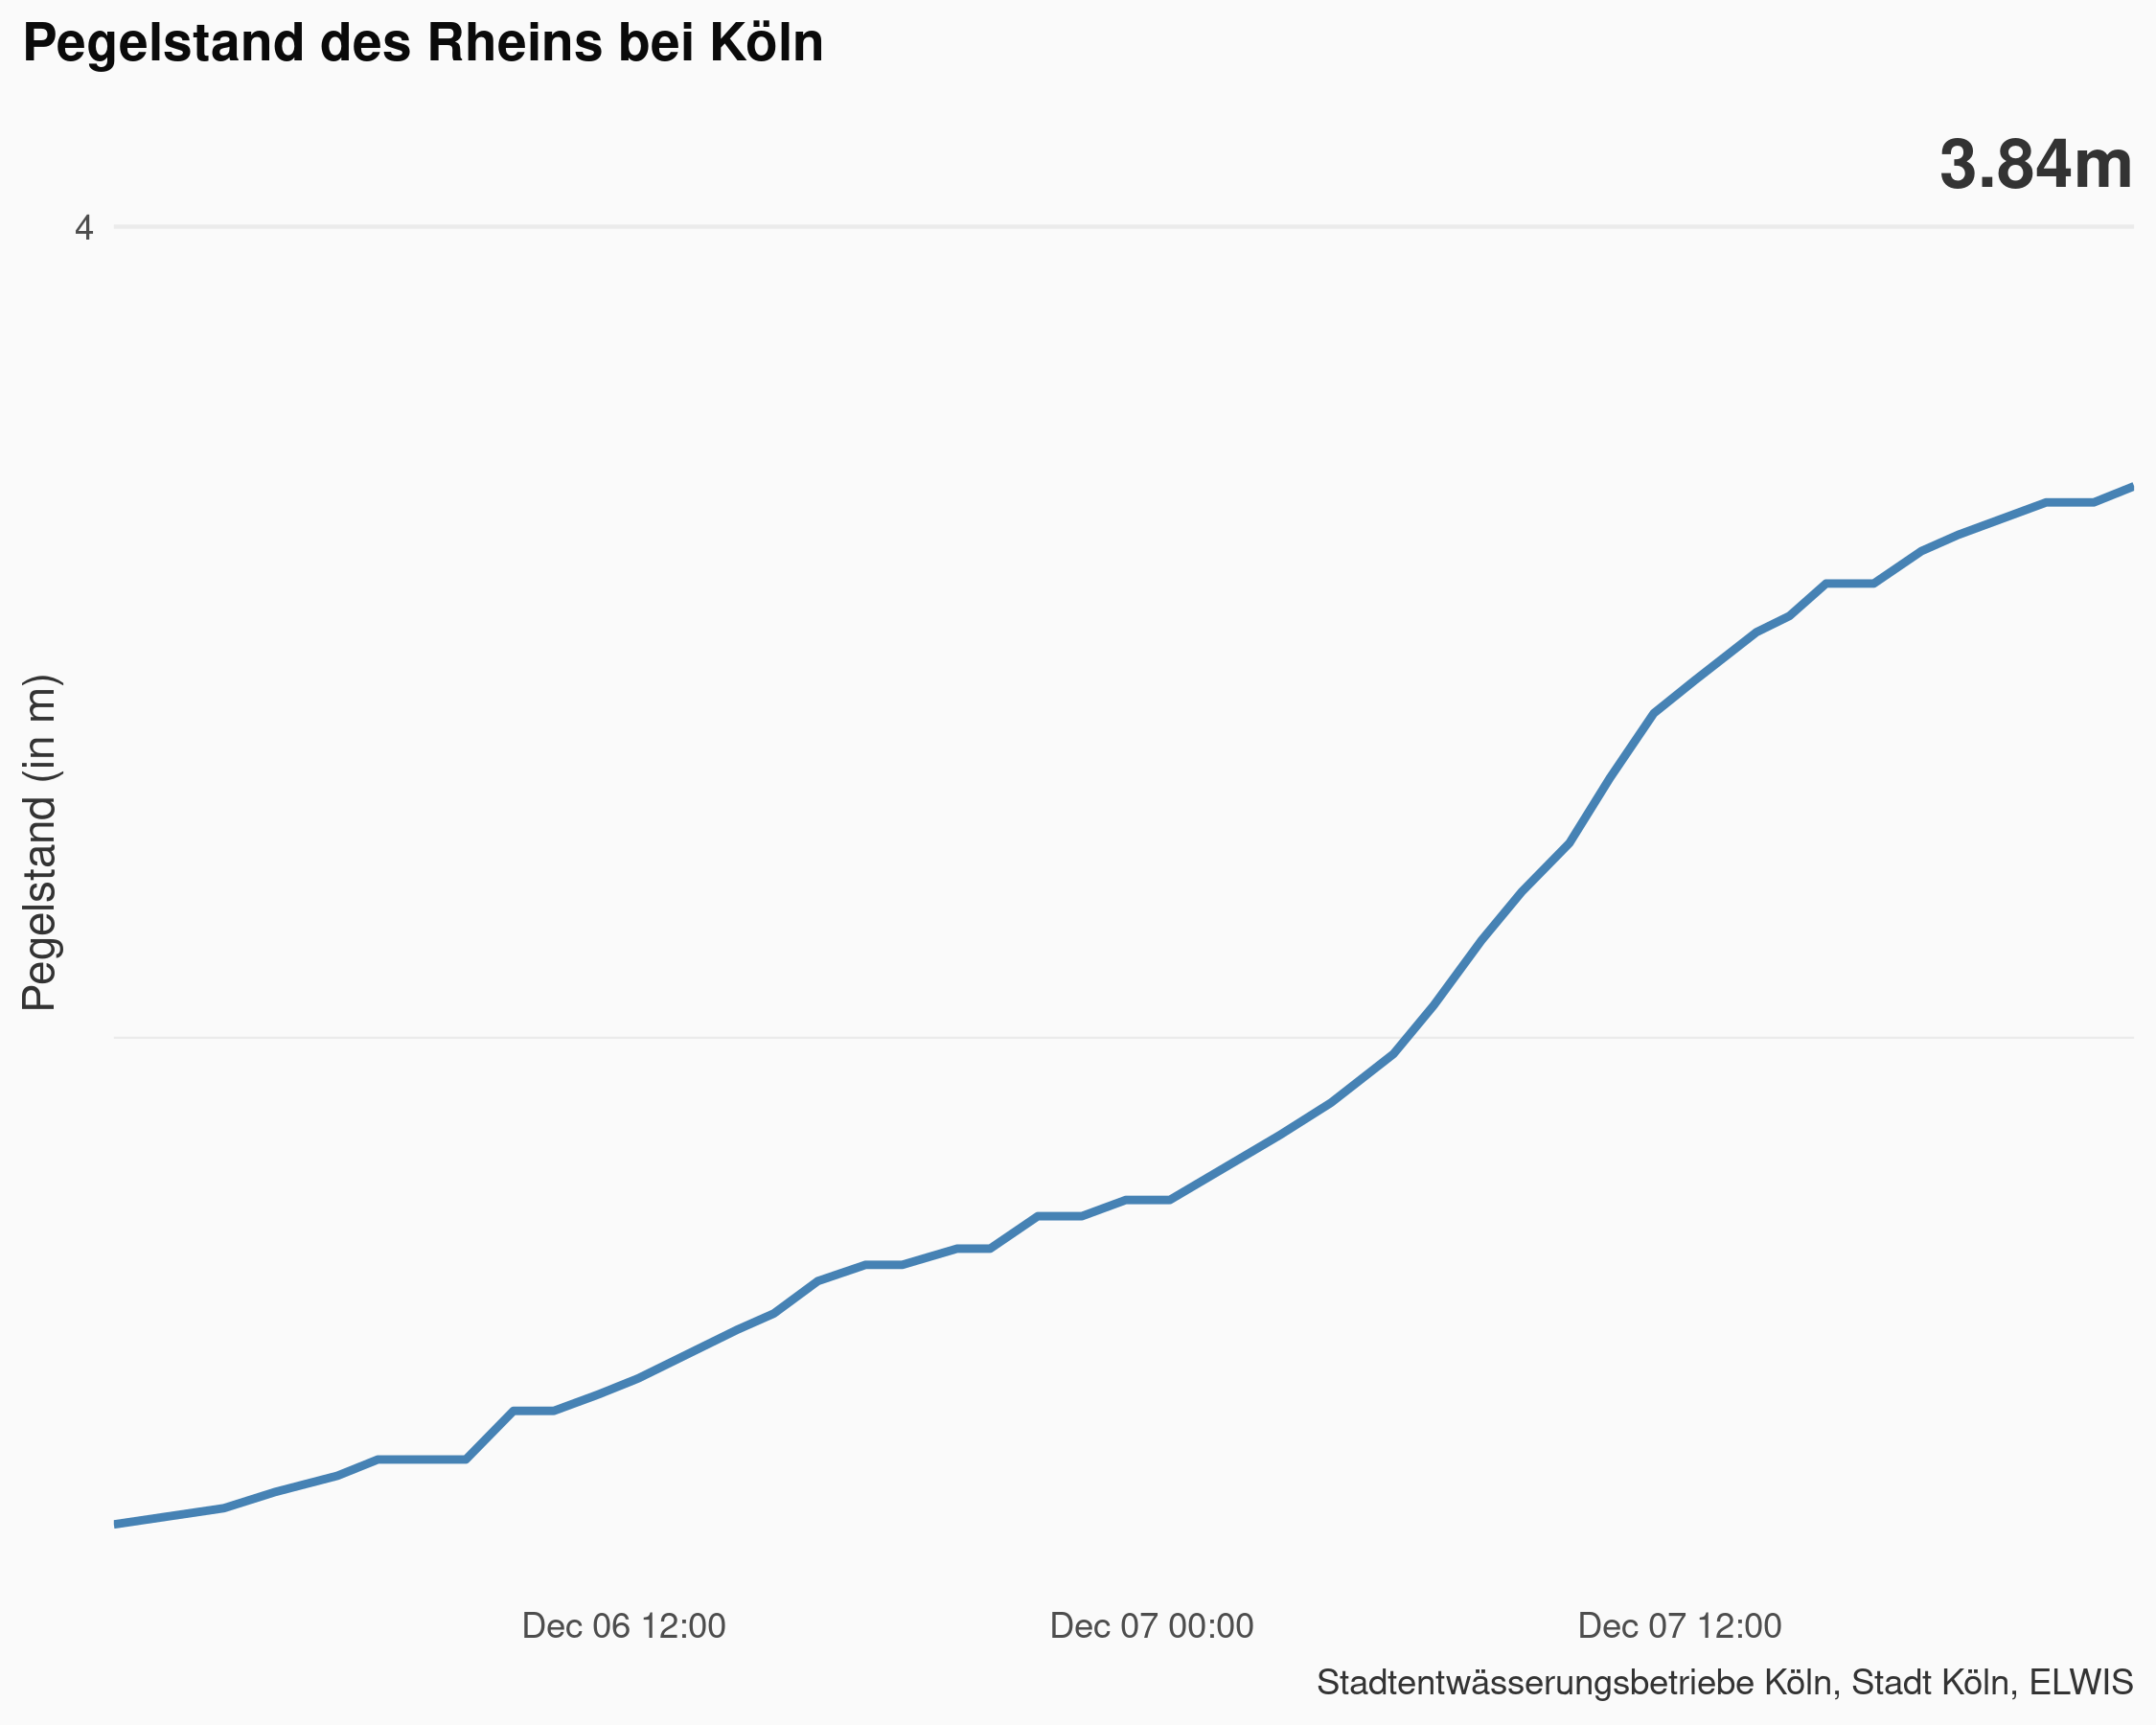 Pegelstand des Rheins bei Köln
3.84m
4
Pegelstand (in m)
Dec 06 12:00
Dec 07 00:00
Dec 07 12:00
Stadtentwässerungsbetriebe Köln, Stadt Köln, ELWIS